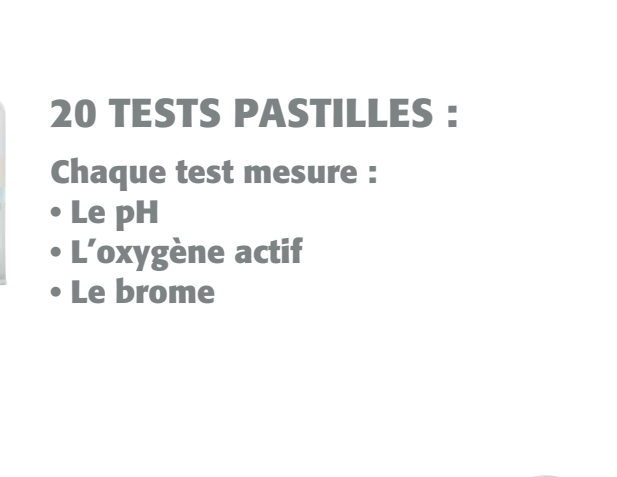 20 TESTS PASTILLES :
Chaque test mesure :
• Le pH
• L’oxygène actif
• Le brome